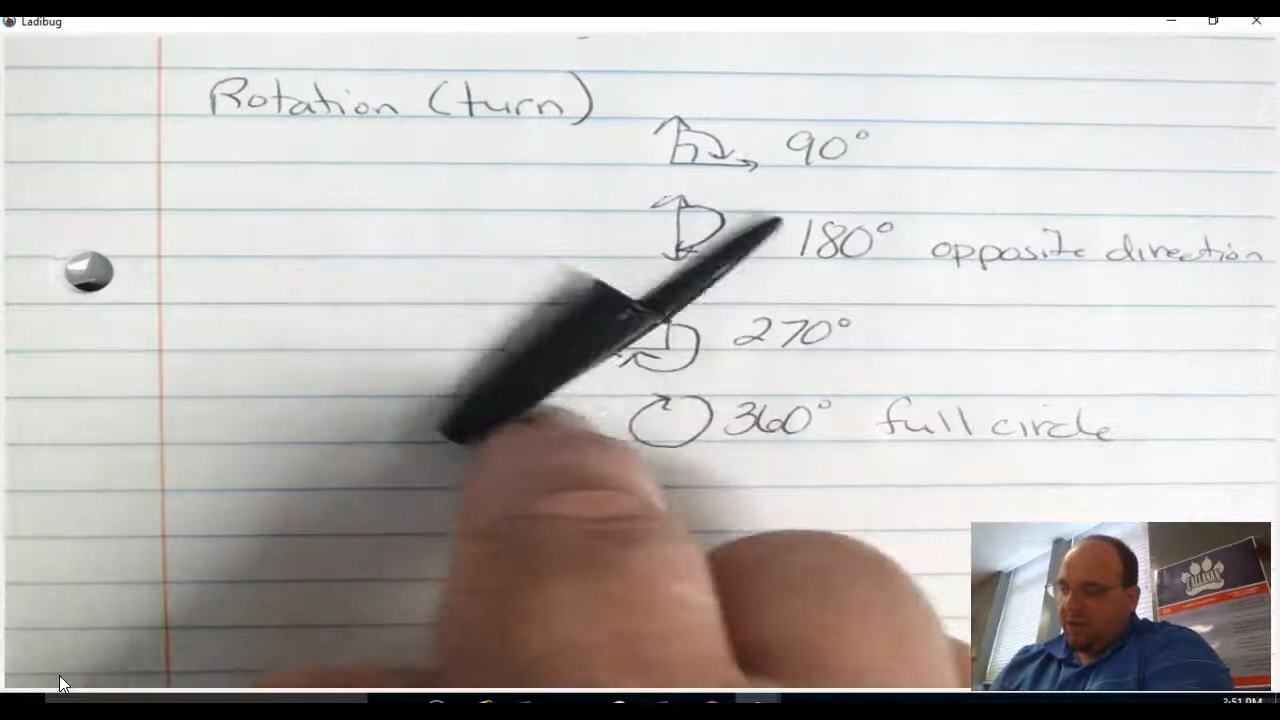 Ladibug
Rotation (turn)
90°
180° opposite direction
270°
360° full circle